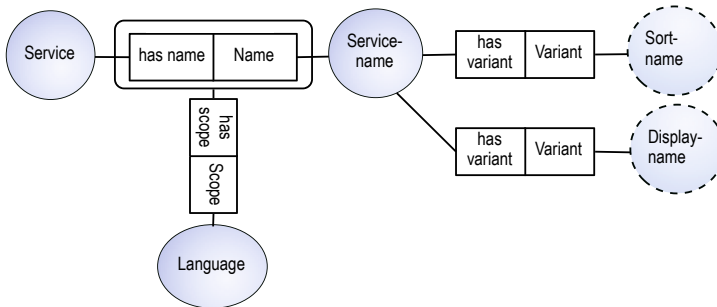 Service
has name
Name
Service-
name
has
variant
Variant
Sort-
name
has
variant
Variant
Display-
name
has
scope
Scope
Language